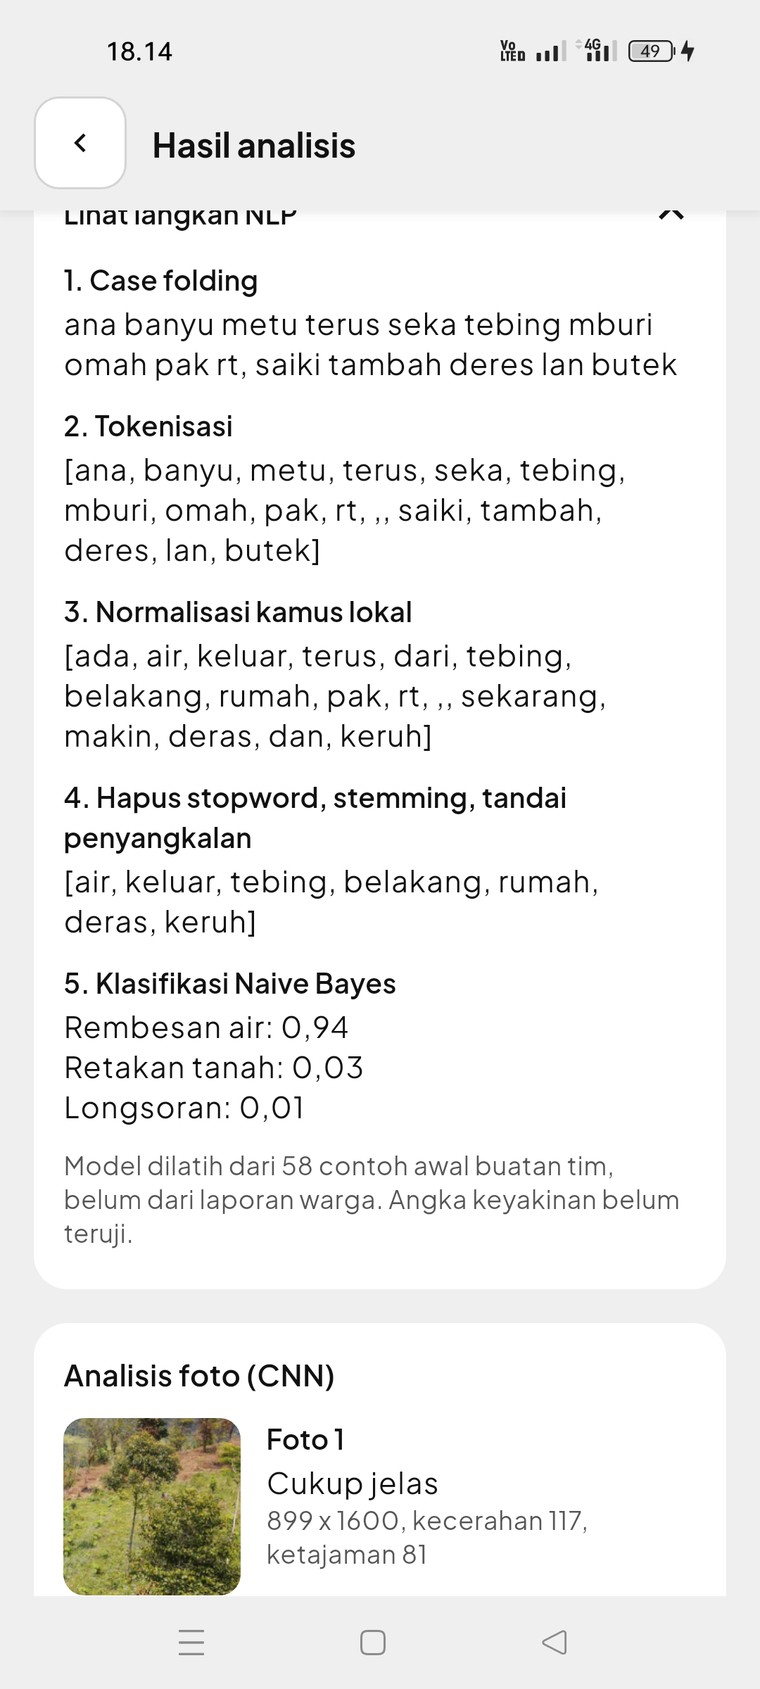 18.14
Vo LTE D
4G
49
Hasil analisis
Lihat langkah NLP
1. Case folding
ana banyu metu terus seka tebing mburi
omah pak rt, saiki tambah deres lan butek
2. Tokenisasi
[ana, banyu, metu, terus, seka, tebing,
mburi, omah, pak, rt, ,, saiki, tambah,
deres, lan, butek]
3. Normalisasi kamus lokal
[ada, air, keluar, terus, dari, tebing,
belakang, rumah, pak, rt, ,, sekarang,
makin, deras, dan, keruh]
4. Hapus stopword, stemming, tandai
penyangkalan
[air, keluar, tebing, belakang, rumah,
deras, keruh]
5. Klasifikasi Naive Bayes
Rembesan air: 0,94
Retakan tanah: 0,03
Longsoran: 0,01
Model dilatih dari 58 contoh awal buatan tim,
belum dari laporan warga. Angka keyakinan belum
teruji.
Analisis foto (CNN)
Foto 1
Cukup jelas
899 x 1600, kecerahan 117,
ketajaman 81